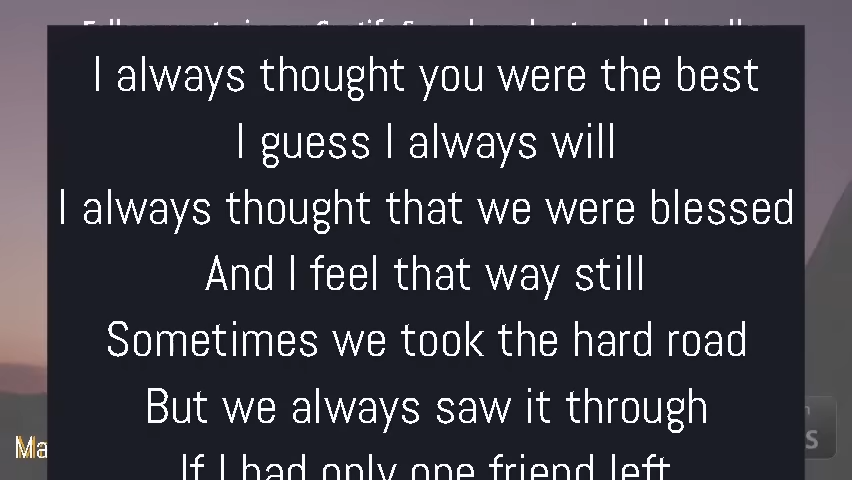 I always thought you were the best
I guess I always will
I always thought that we were blessed
And I feel that way still
Sometimes we took the hard road
But we always saw it through
If I had only one friend left
Ma